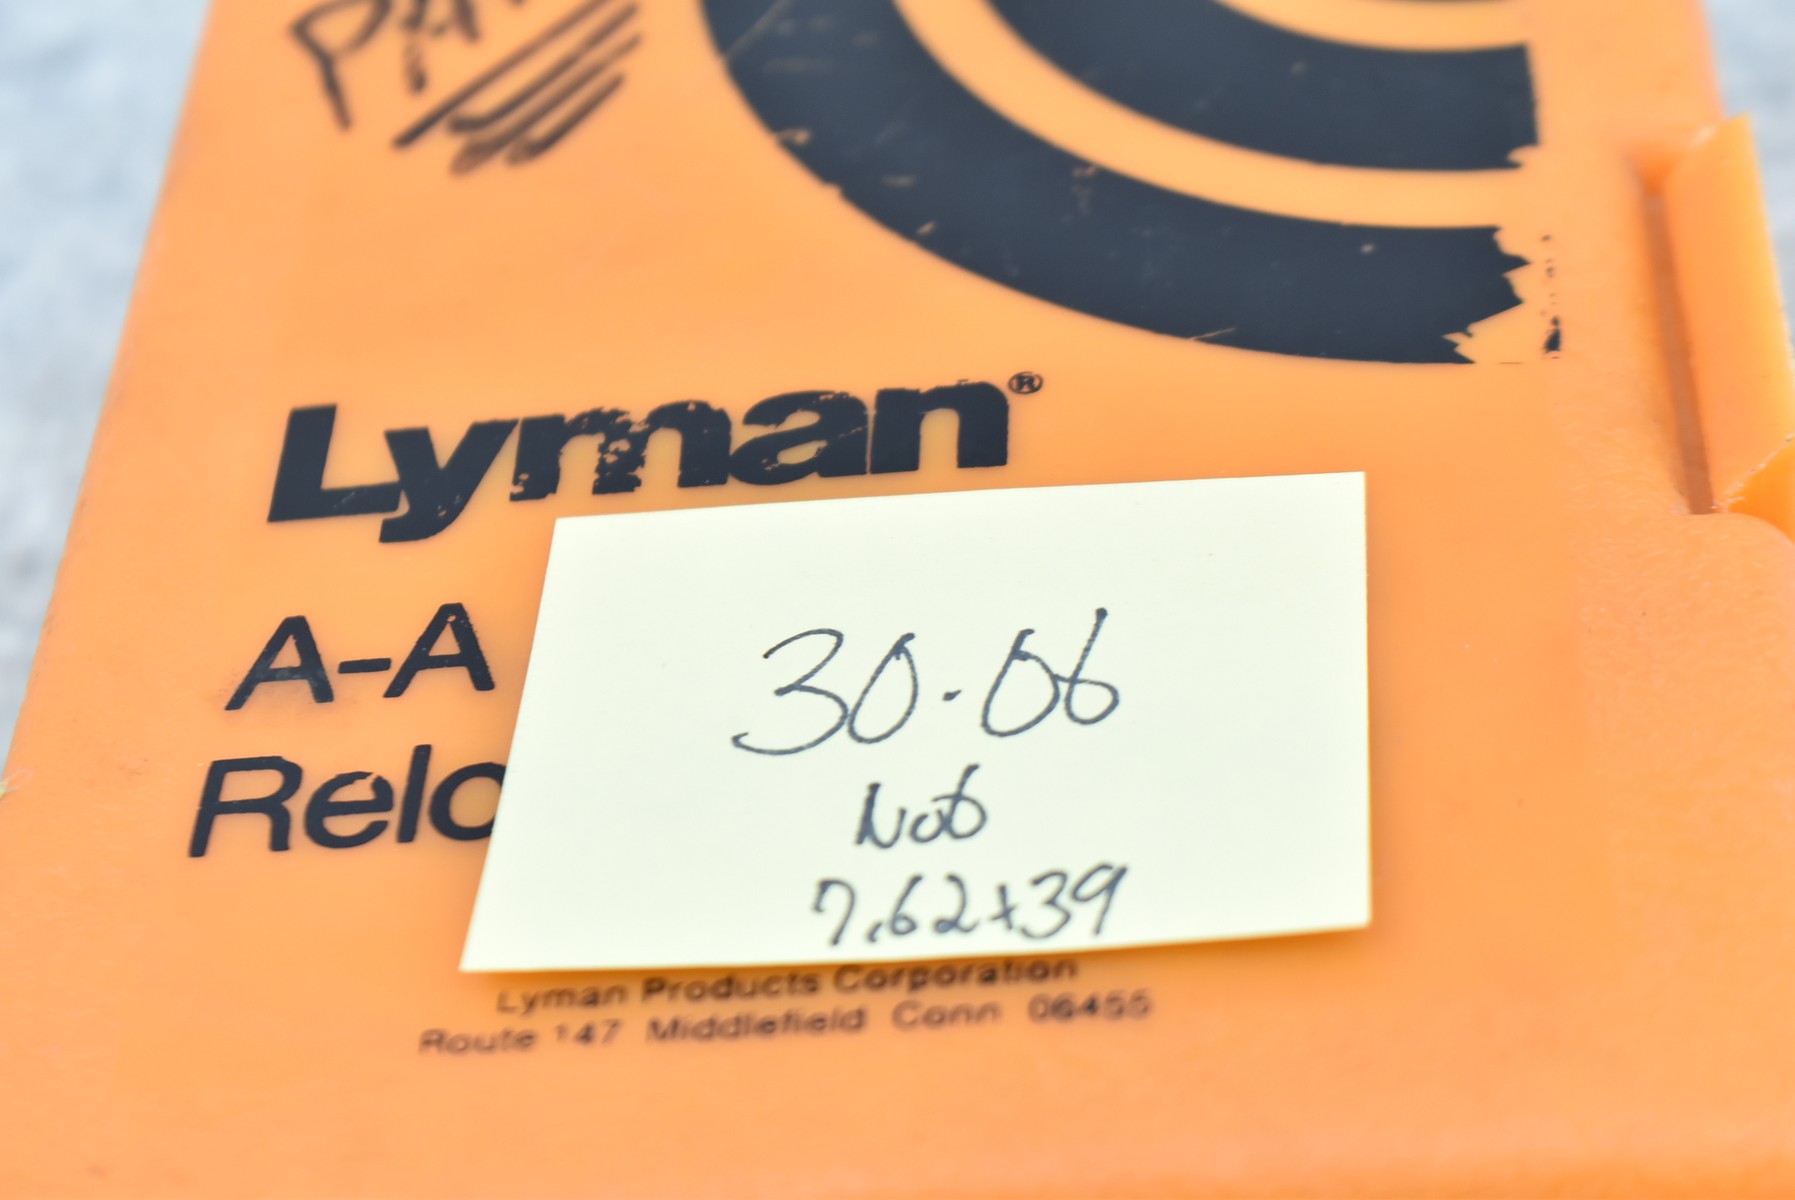 Lyman®
A-A
Relo
30.06
Not
7.62x39
Lyman Products Corporation
Route 147 Middlefield Conn 06455